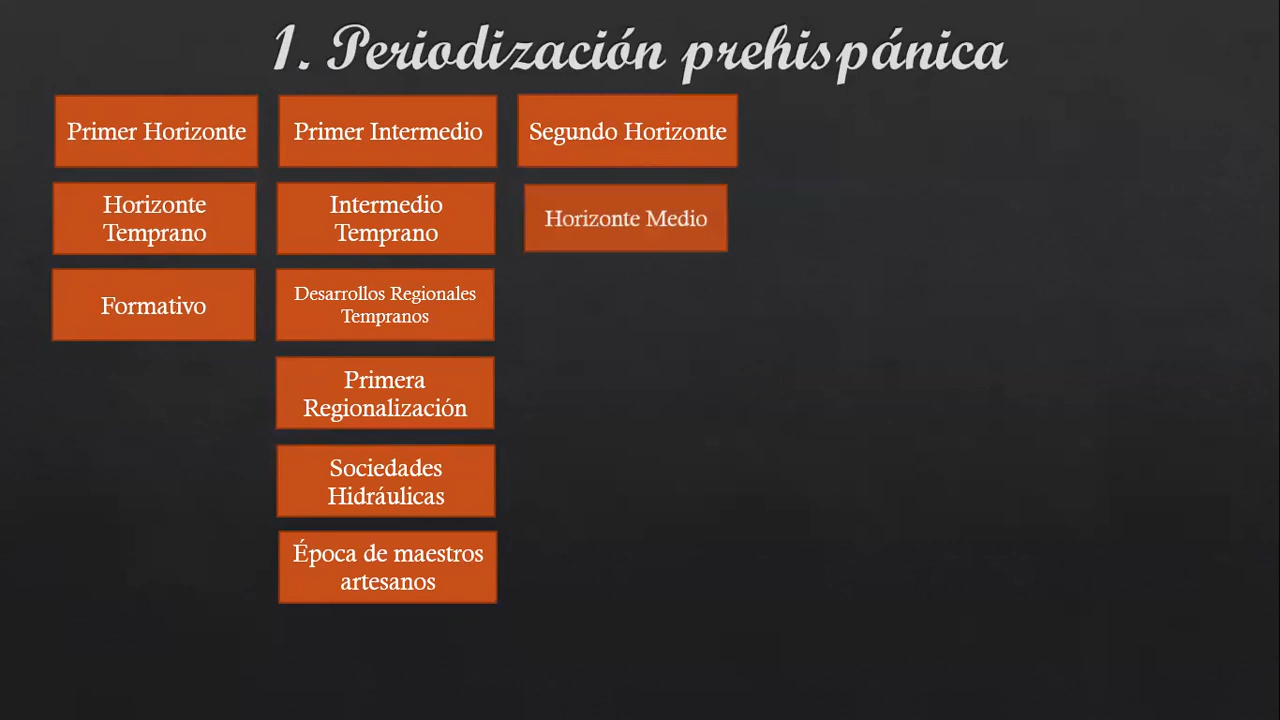 1. Periodización prehispánica
Primer Horizonte
Primer Intermedio
Segundo Horizonte
Horizonte
Temprano
Intermedio
Temprano
Horizonte Medio
Formativo
Desarrollos Regionales
Tempranos
Primera
Regionalización
Sociedades
Hidráulicas
Época de maestros
artesanos